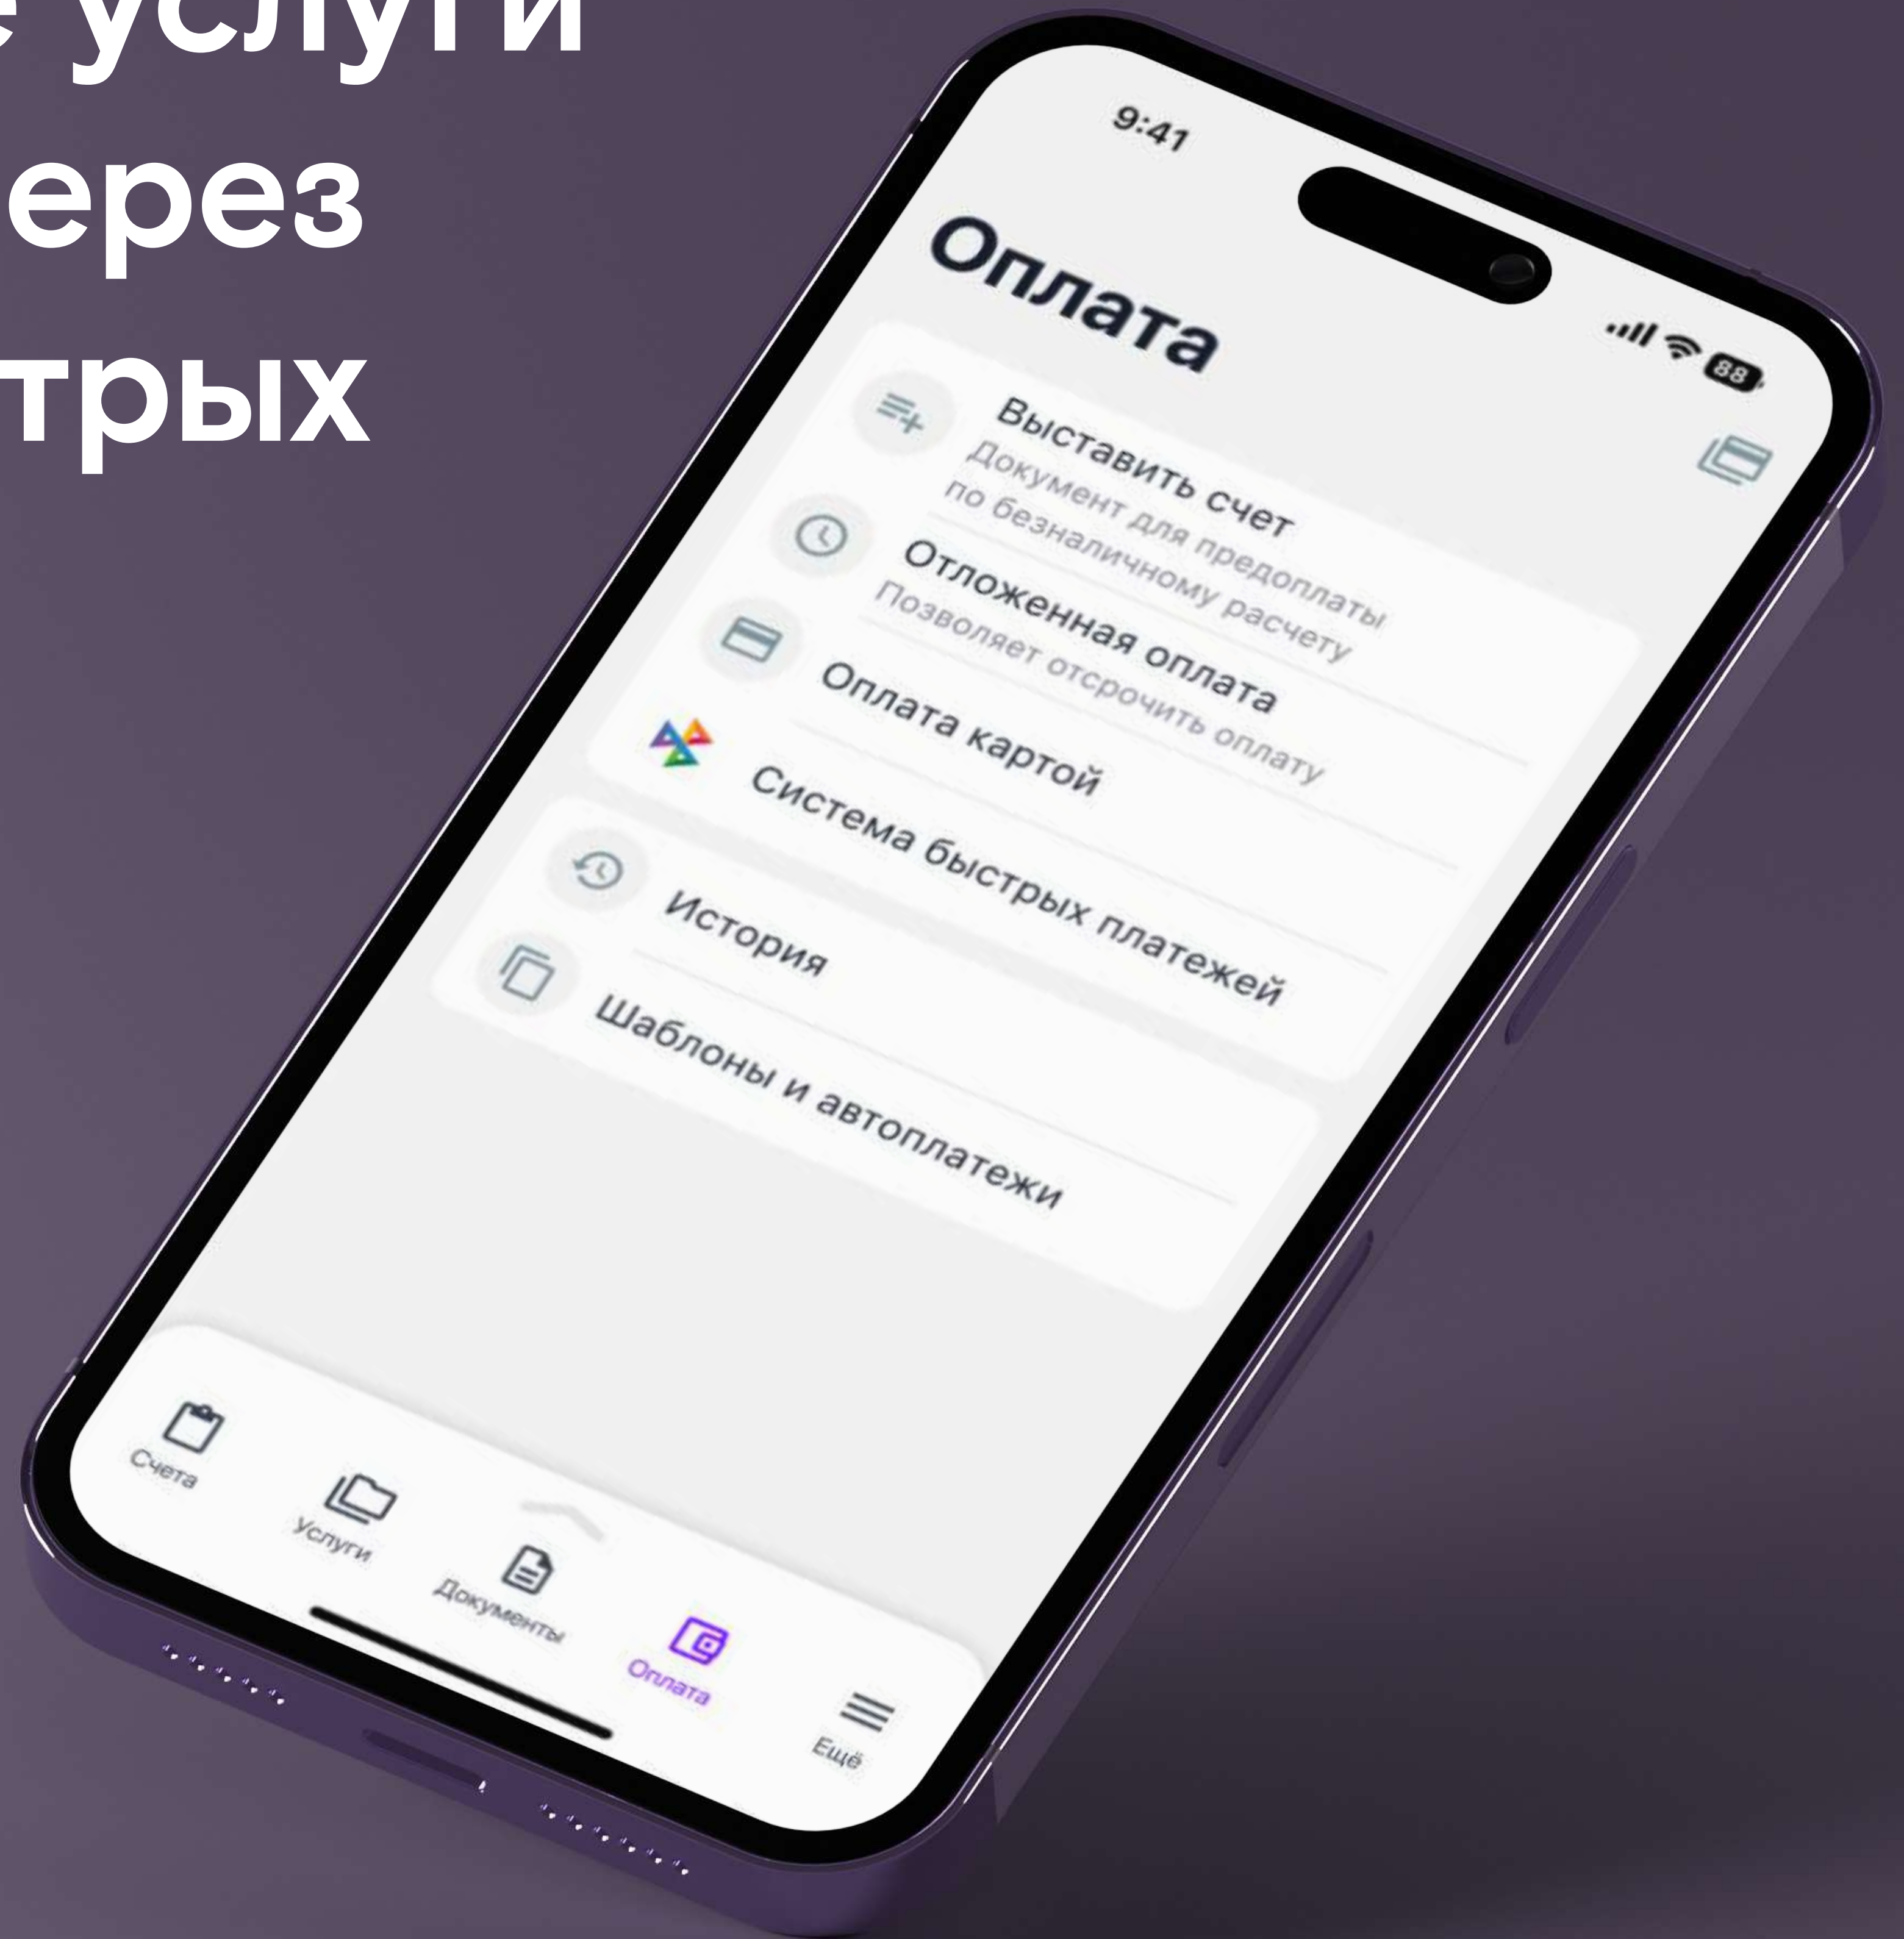 е услуги
ерез
трых
9:41
88
Оплата
Выставить счет
Документ для предоплаты
по безналичному расчету
Отложенная оплата
Позволяет отсрочить оплату
Оплата картой
Система быстрых платежей
История
Шаблоны и автоплатежи
Счета
Услуги
Документы
Оплата
Ещё